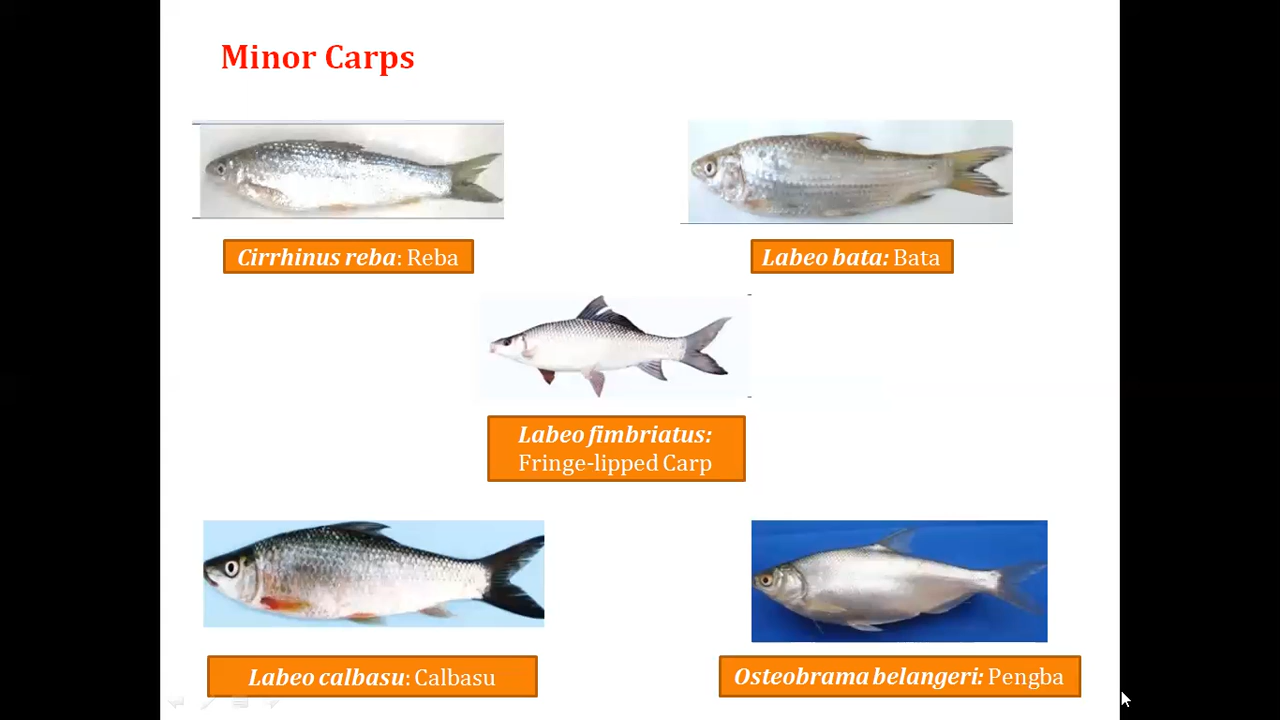 Minor Carps
Cirrhinus reba: Reba
Labeo bata: Bata
Labeo fimbriatus:
Fringe-lipped Carp
Labeo calbasu: Calbasu
Osteobrama belangeri: Pengba